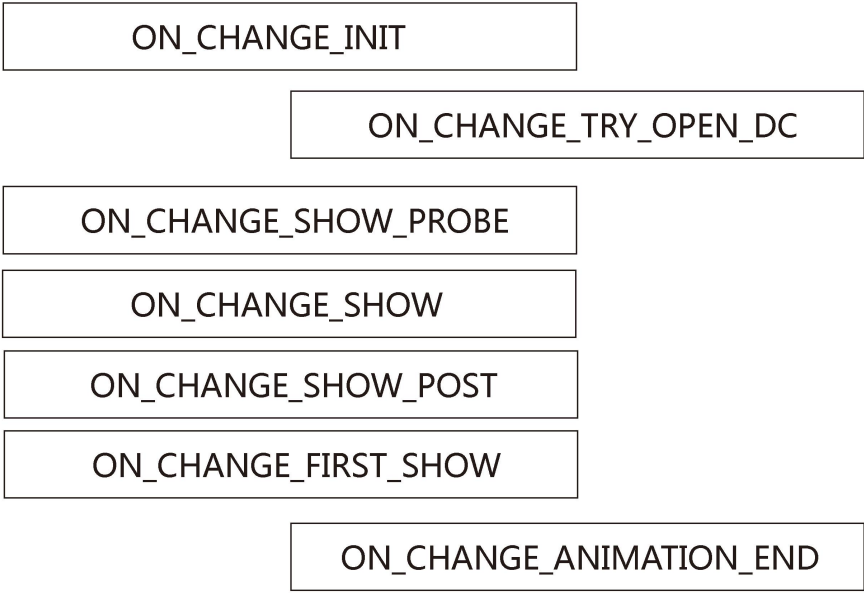 ON_CHANGE_INIT
ON_CHANGE_TRY_OPEN_DC
ON_CHANGE_SHOW_PROBE
ON_CHANGE_SHOW
ON_CHANGE_SHOW_POST
ON_CHANGE_FIRST_SHOW
ON_CHANGE_ANIMATION_END